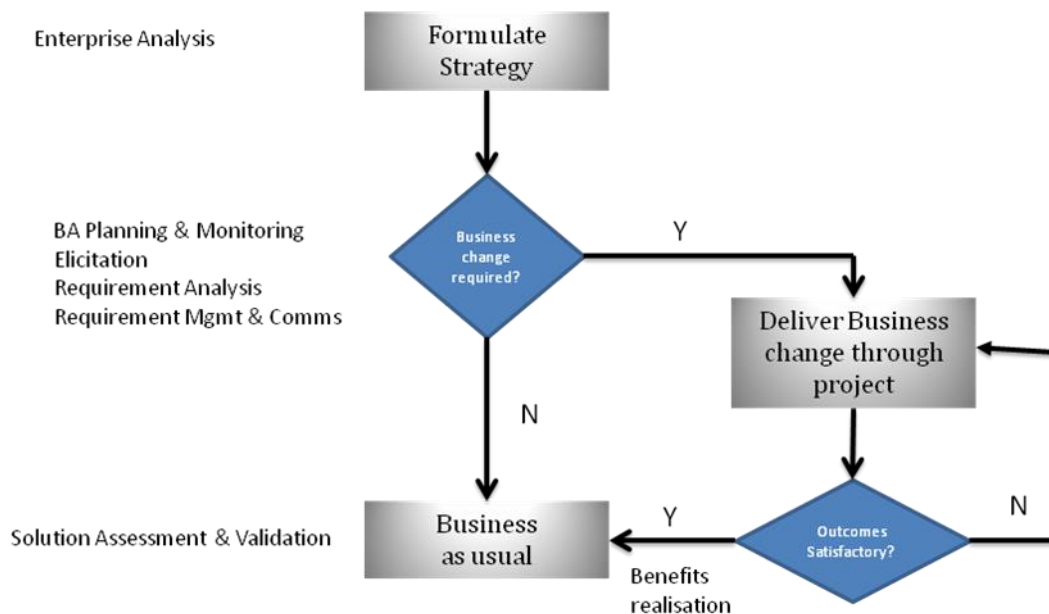 Enterprise Analysis
Formulate
Strategy
BA Planning & Monitoring
Elicitation
Requirement Analysis
Requirement Mgmt & Comms
Business
change
required?
Y
Deliver Business
change through
project
N
Solution Assessment & Validation
Business
as usual
Y
Benefits
realisation
Outcomes
Satisfactory?
N